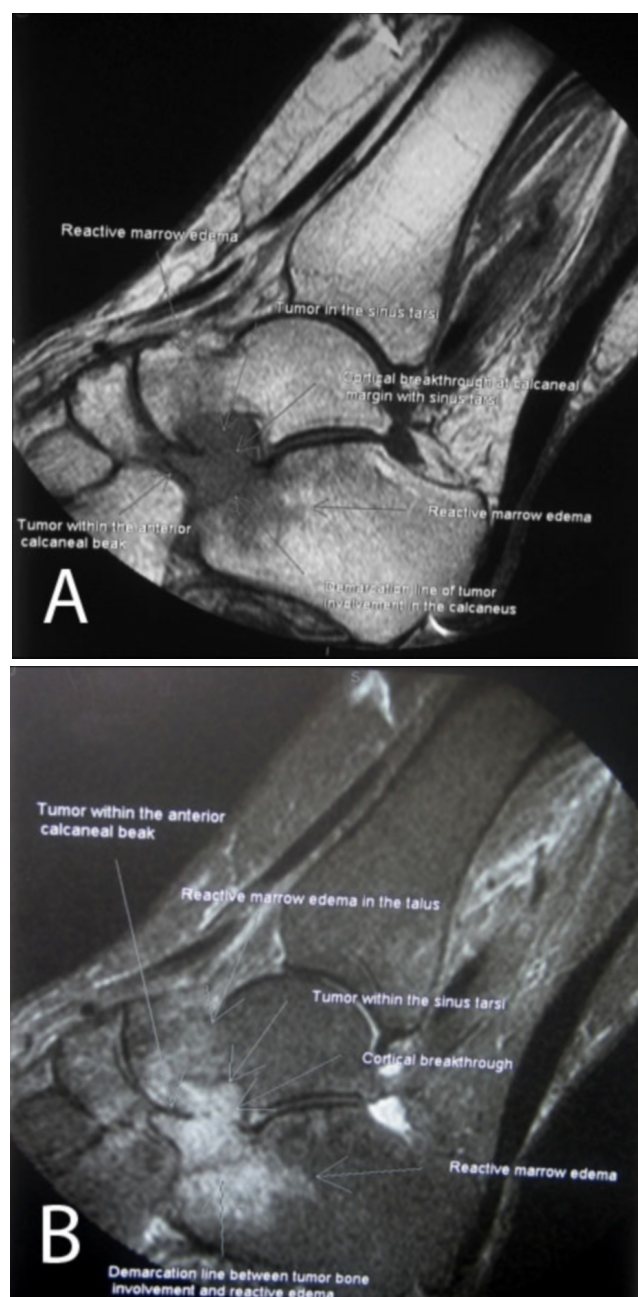 Reactive marrow edema
Tumor in the sinus tarsi
Cortical breakthrough at calcaneal
margin with sinus tarsi
Reactive marrow edema
Tumor within the anterior
calcaneal beak
Demarcation line of tumor
involvement in the calcaneus
A
S
Tumor within the anterior
calcaneal beak
Reactive marrow edema in the talus
Tumor within the sinus tarsi
Cortical breakthrough
Reactive marrow edema
B
Demarcation line between tumor bone
involvement and reactive edema